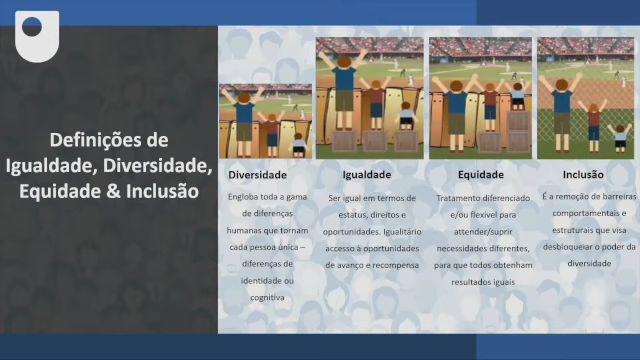 Definições de
Igualdade, Diversidade,
Equidade & Inclusão
Diversidade
Engloba toda a gama
de diferenças
humanas que tornam
cada pessoa única –
diferenças de
identidade ou
cognitiva
Igualdade
Ser igual em termos de
estatus, direitos e
oportunidades. Igualitário
accesso à oportunidades
de avanço e recompensa
Equidade
Tratamento diferenciado
e/ou flexivel para
attender/suprir
necessidades diferentes,
para que todos obtenham
resultados iguais
Inclusão
É a remoção de barreiras
comportamentais e
estruturais que visa
desbloquear o poder da
diversidade